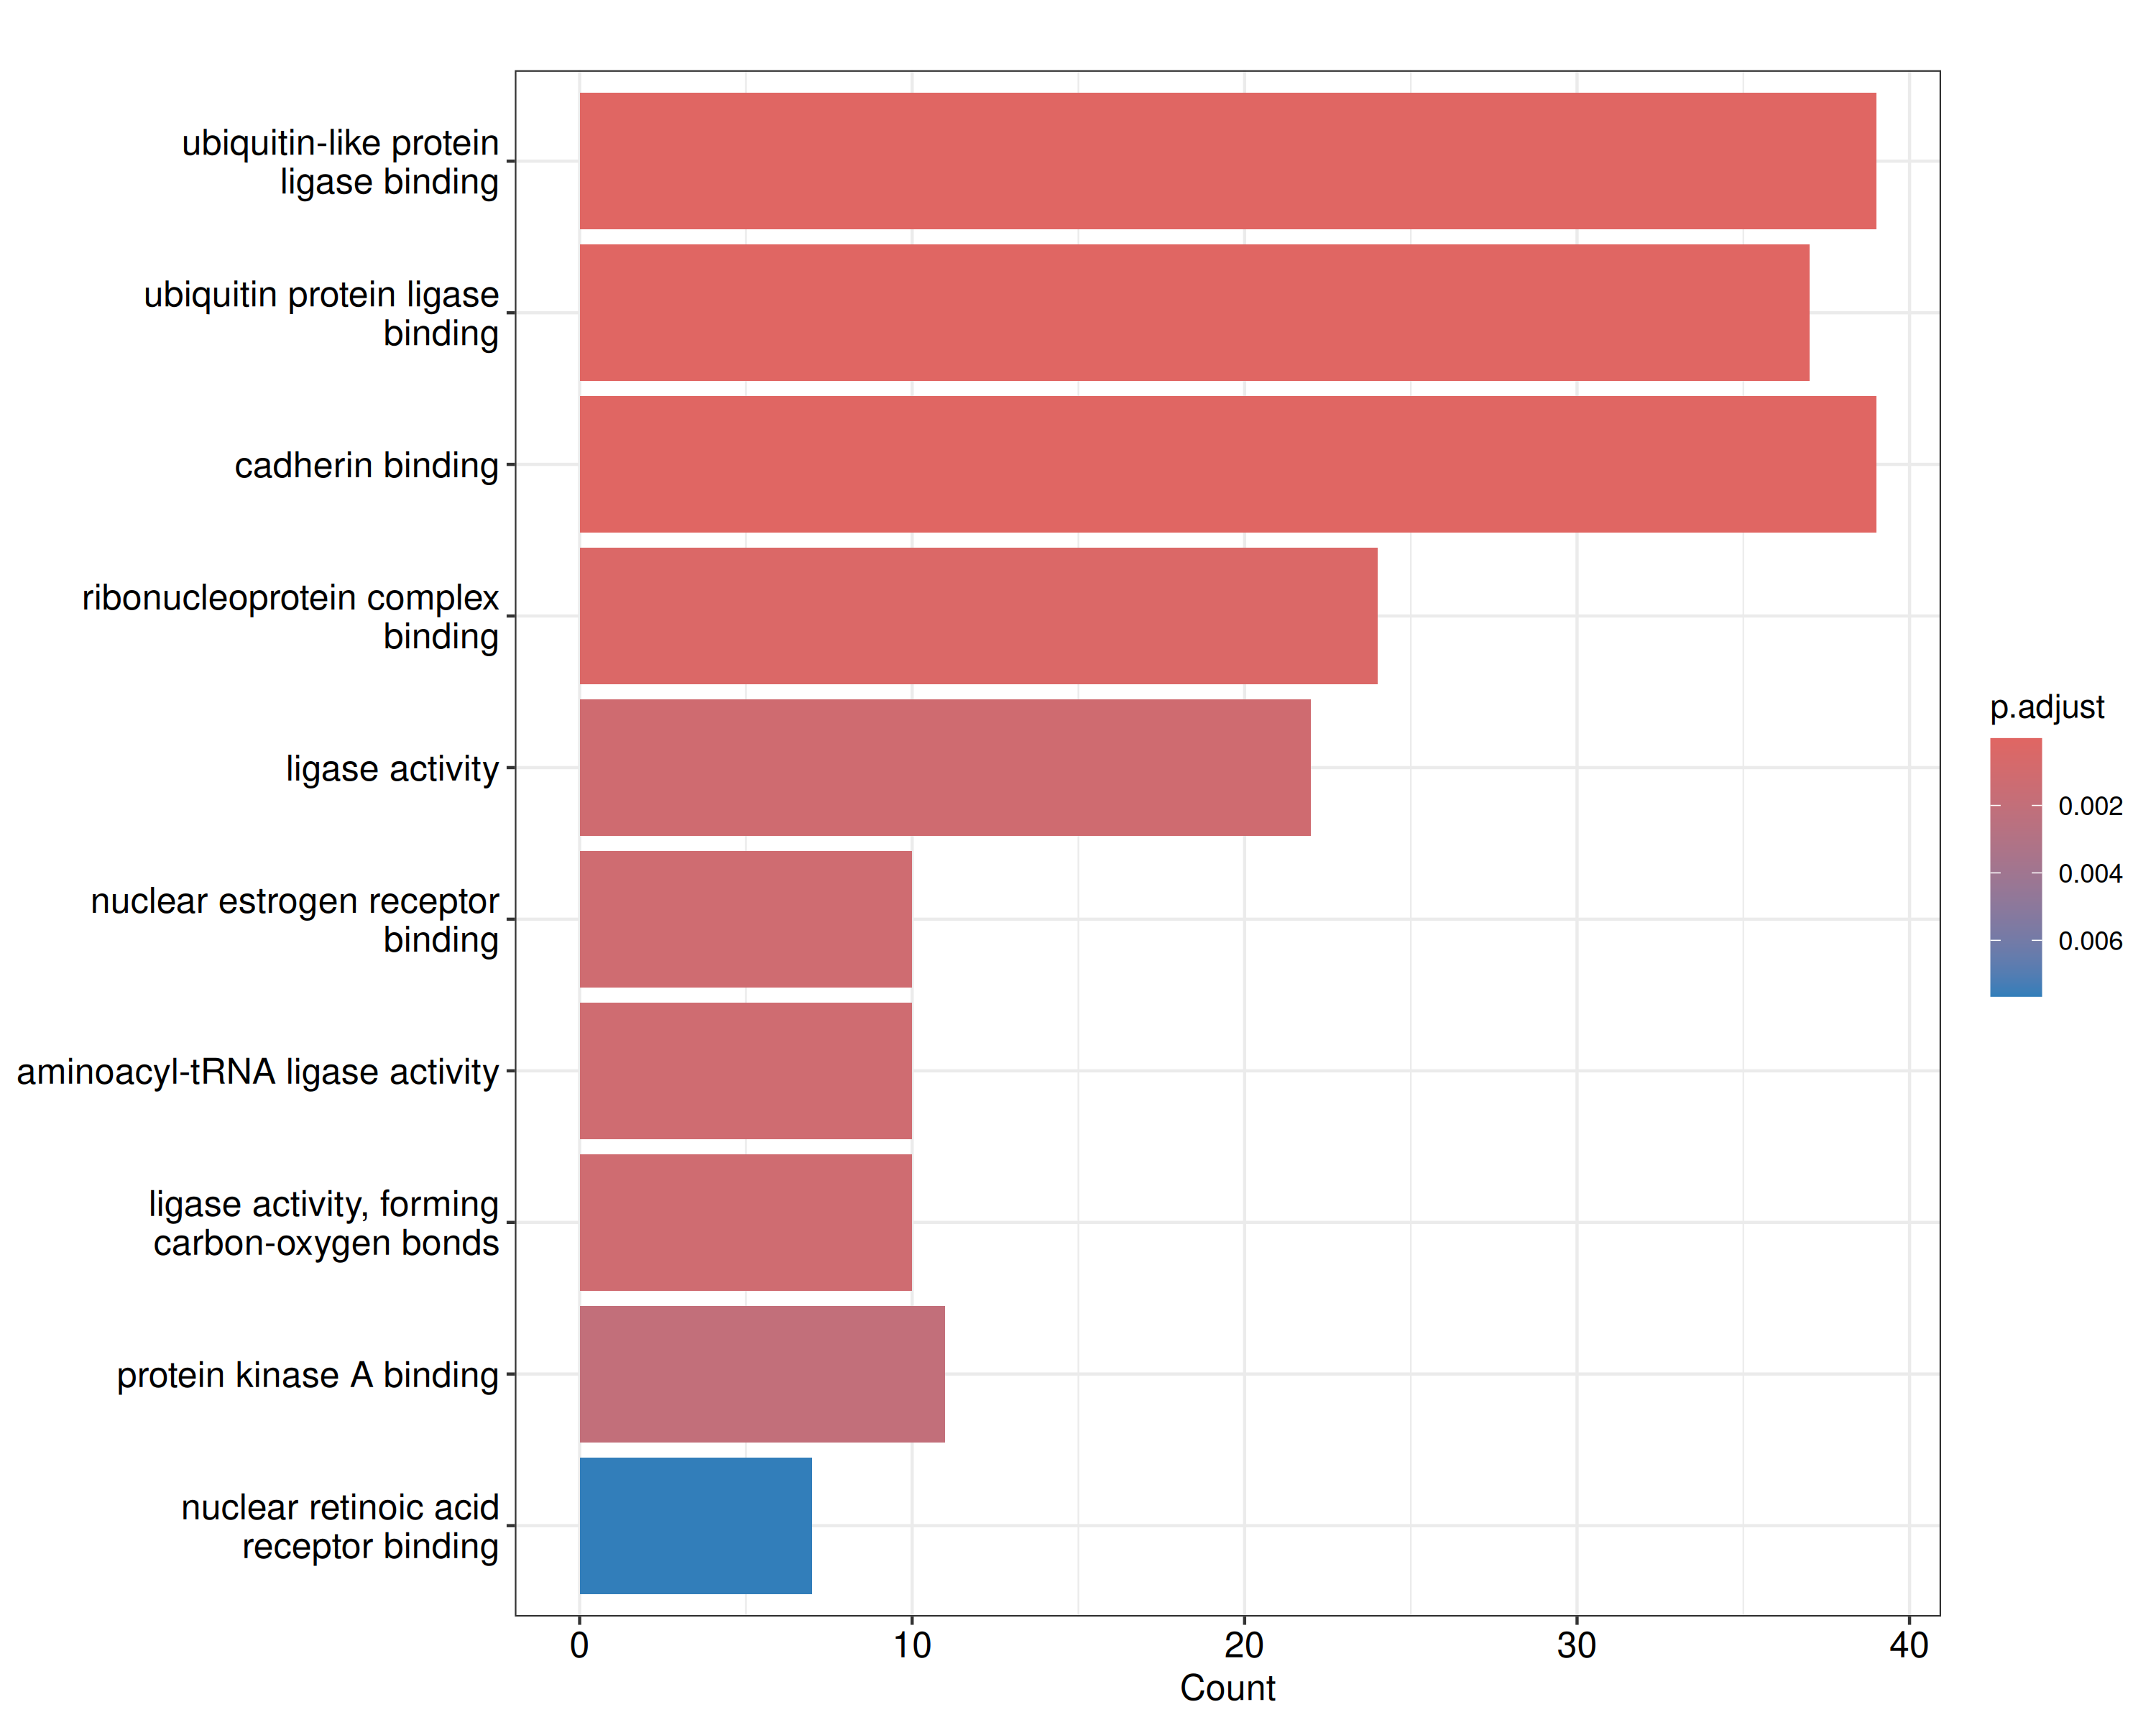 ubiquitin-like protein
ligase binding
ubiquitin protein ligase
binding
cadherin binding
ribonucleoprotein complex
binding
ligase activity
nuclear estrogen receptor
binding
aminoacyl-tRNA ligase activity
ligase activity, forming
carbon-oxygen bonds
protein kinase A binding
nuclear retinoic acid
receptor binding
0 10 20 30 40
Count
p.adjust
0.002
0.004
0.006